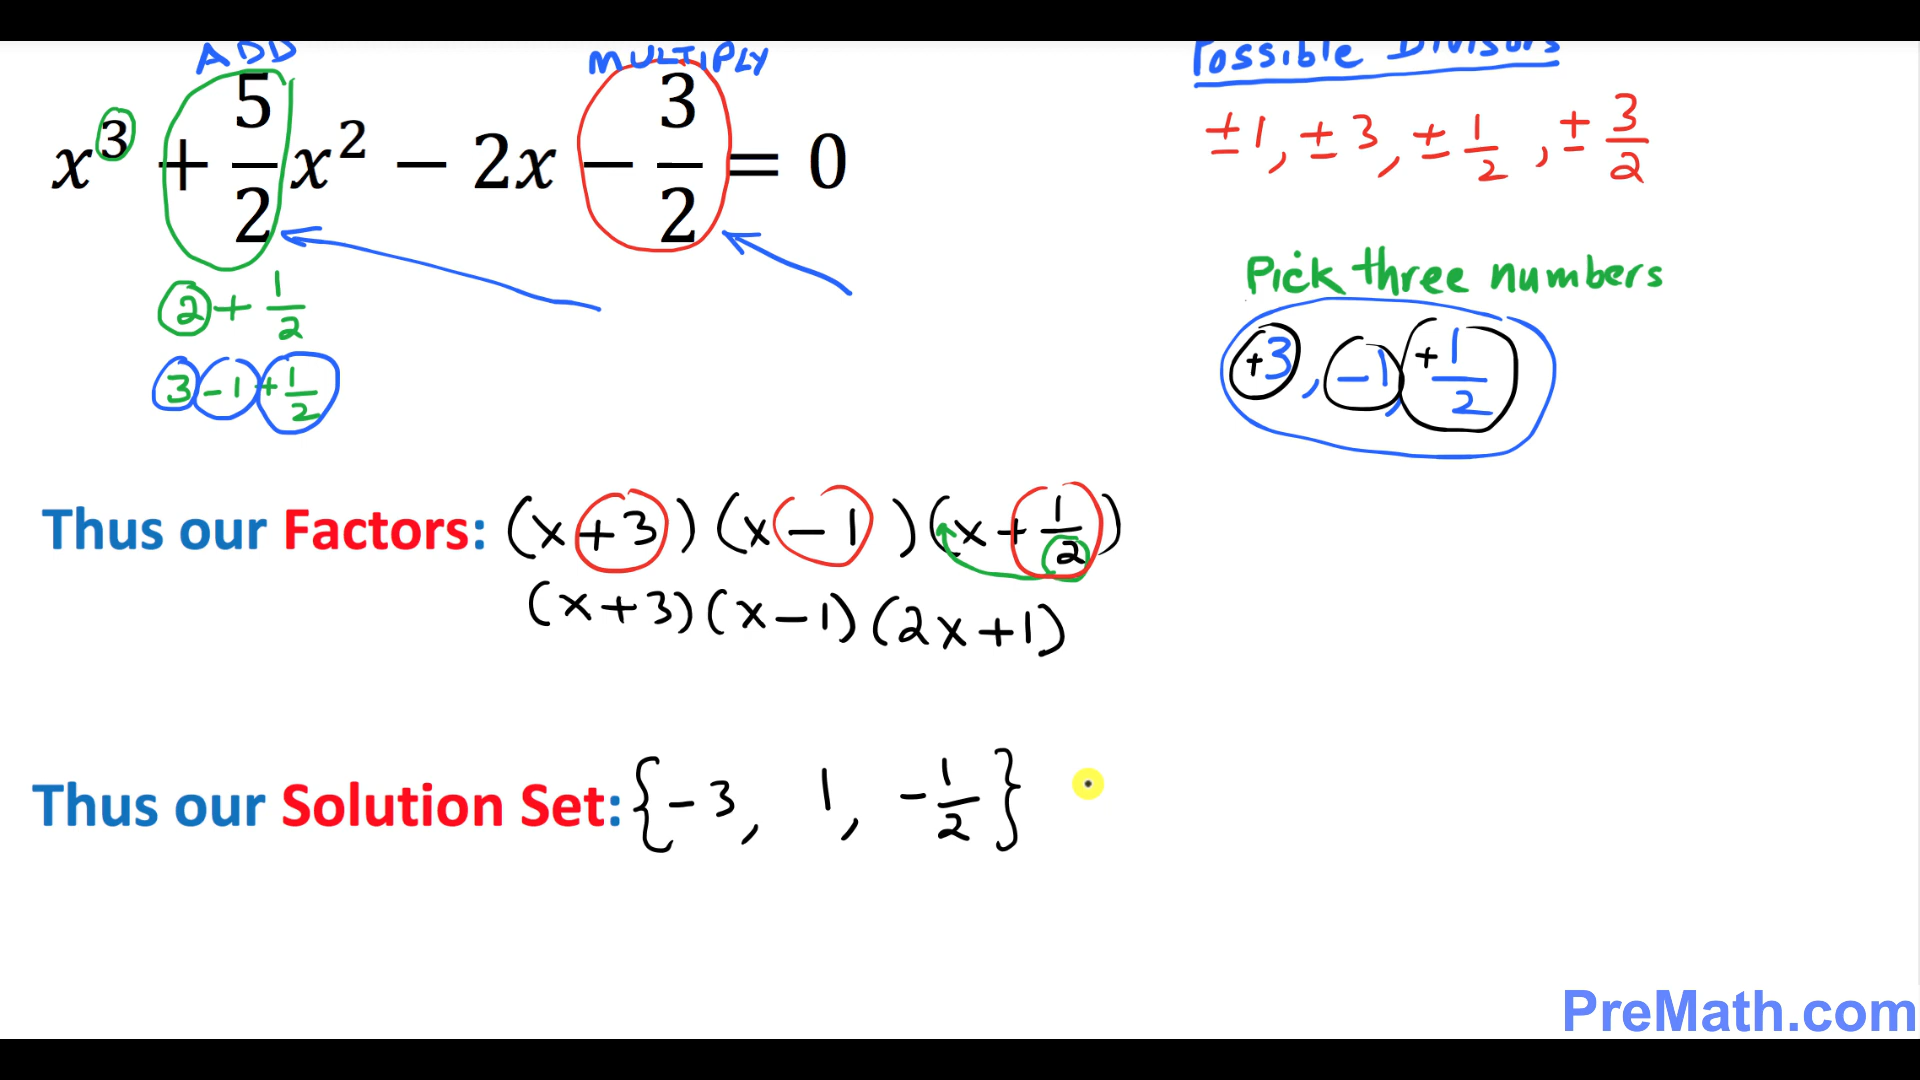 ADD
MULTIPLY
Possible Divisors
x³ + 5/2 x² − 2x − 3/2 = 0
±1, ±3, ±1/2, ±3/2
2 + 1/2
3 − 1 + 1/2
Pick three numbers
+3, −1, +1/2
Thus our Factors: (x+3)(x−1)(x+1/2)
(x+3)(x−1)(2x+1)
Thus our Solution Set: {−3, 1, −1/2}
PreMath.com